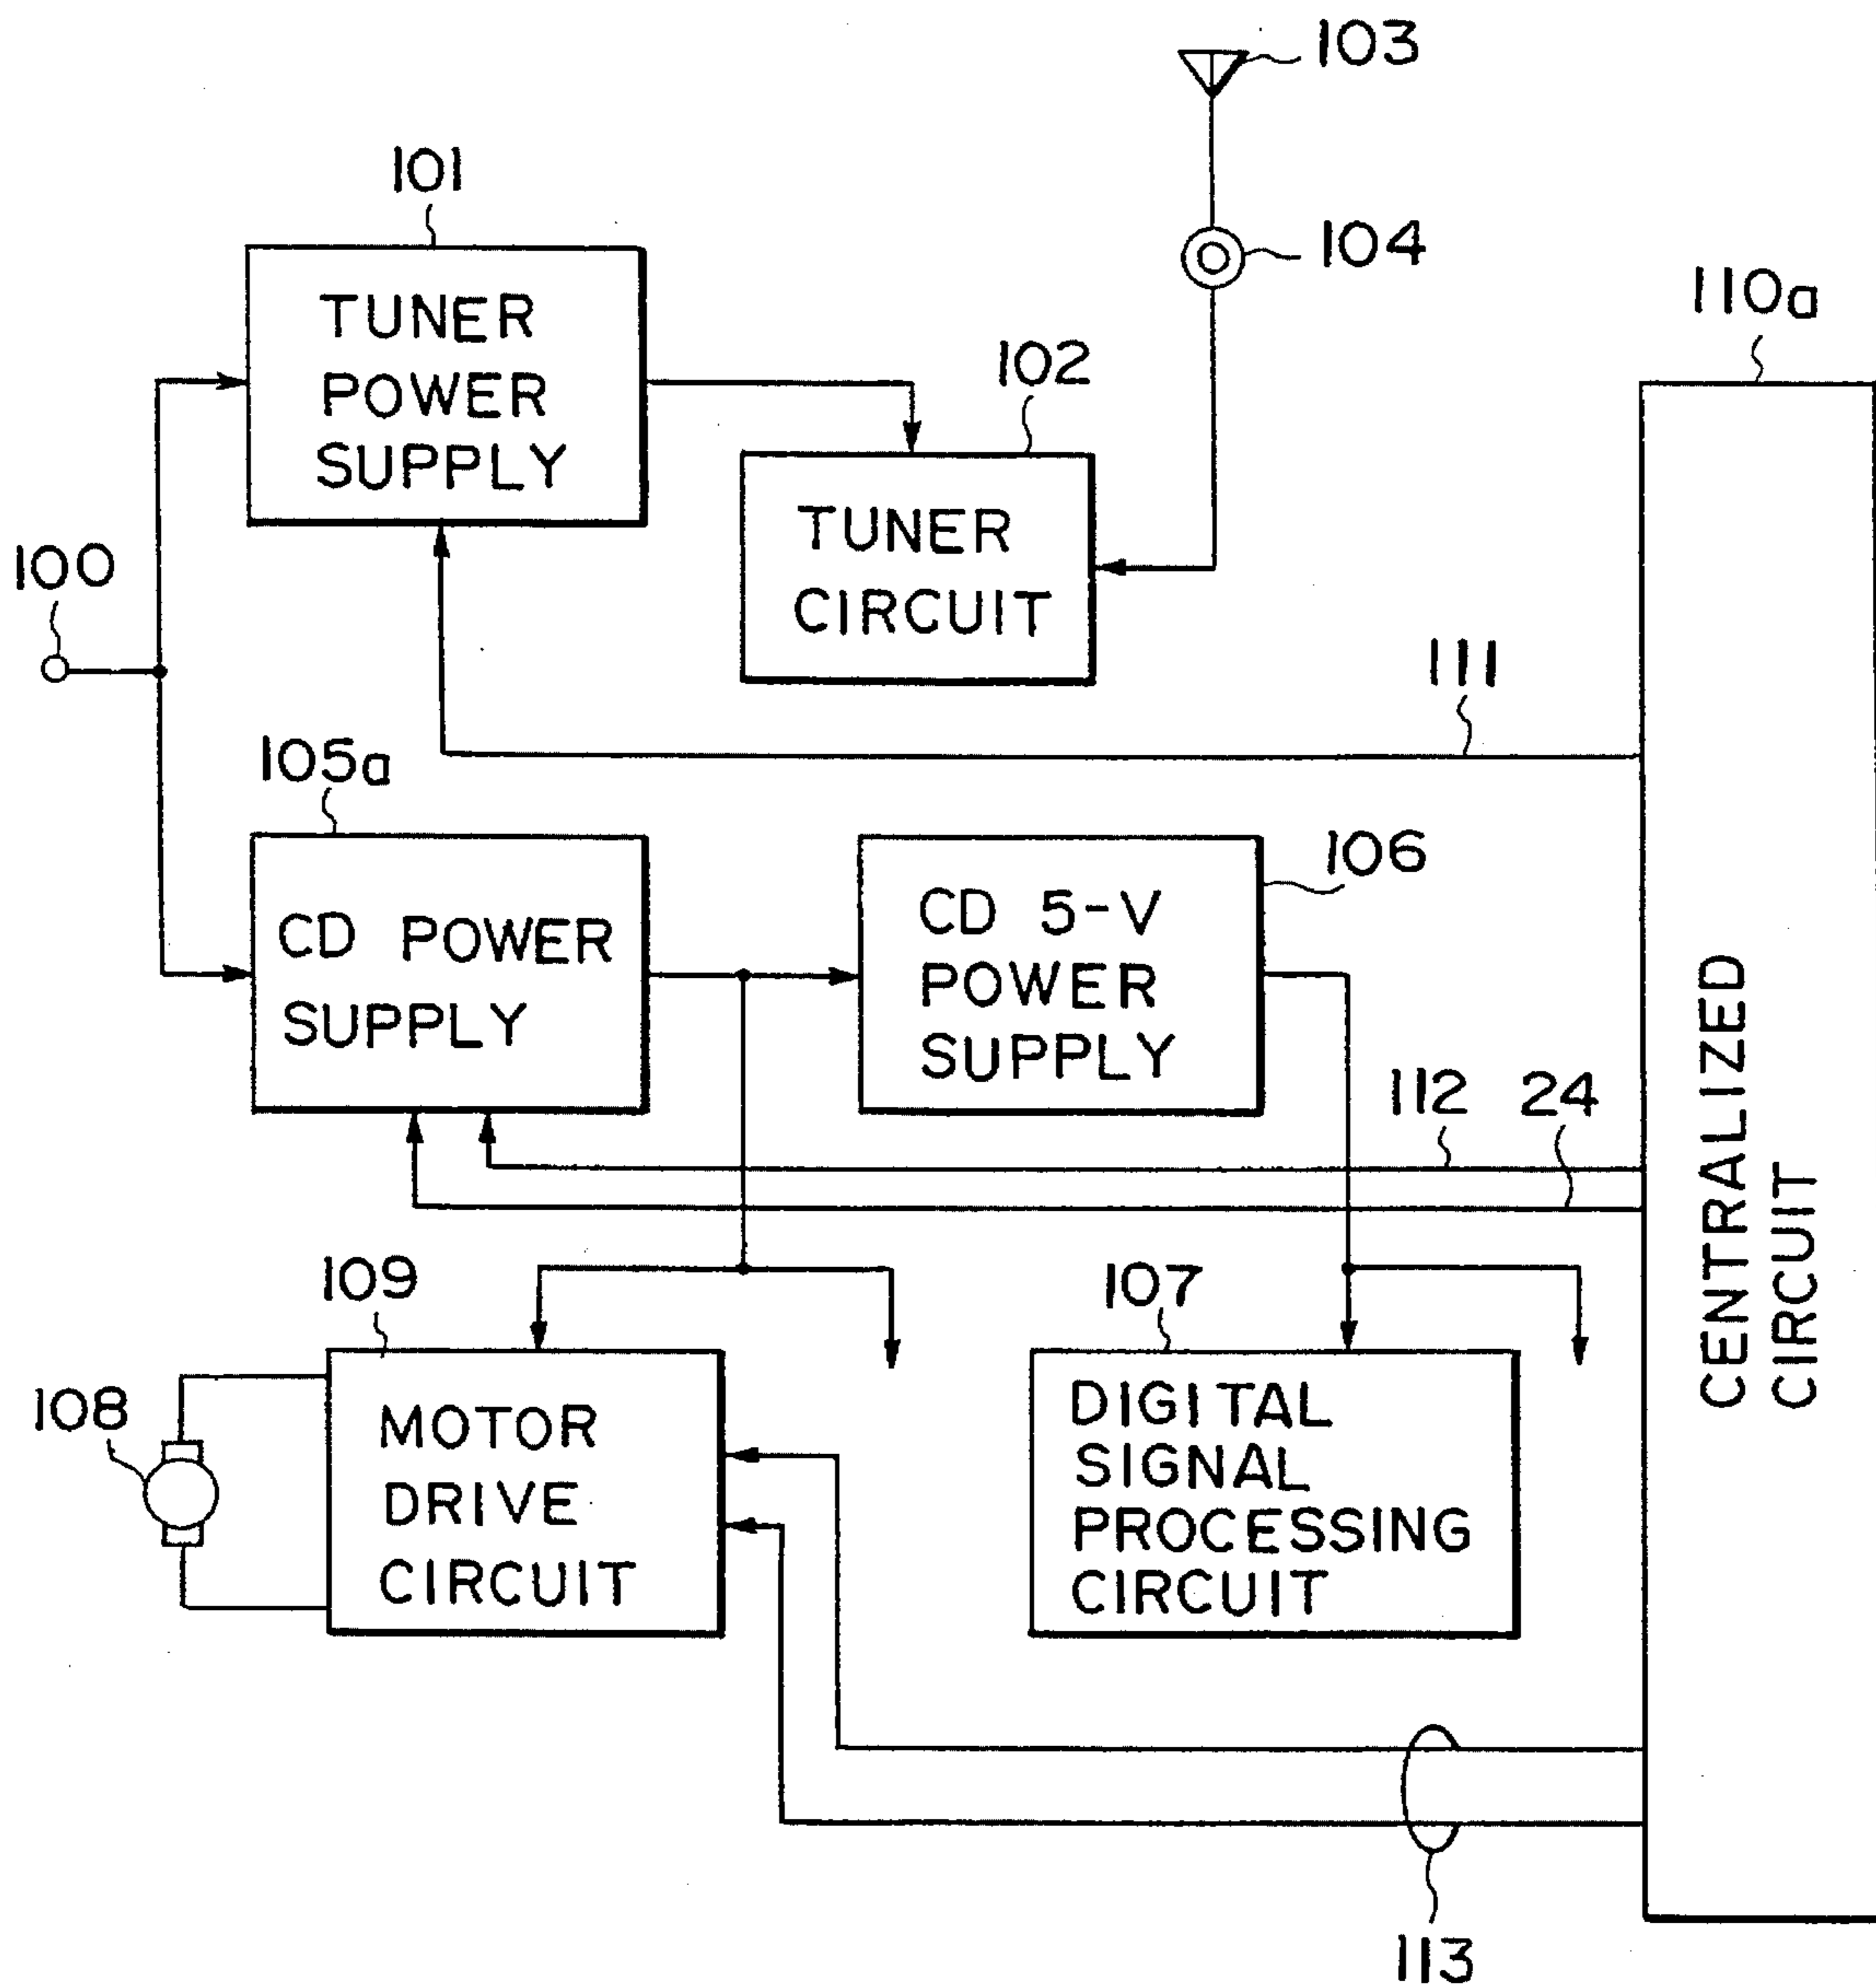 103
101
104
110a
TUNER
POWER
SUPPLY
102
TUNER
CIRCUIT
100
111
105a
106
CD POWER
SUPPLY
CD 5-V
POWER
SUPPLY
112
24
CENTRALIZED
CIRCUIT
109
107
108
MOTOR
DRIVE
CIRCUIT
DIGITAL
SIGNAL
PROCESSING
CIRCUIT
113